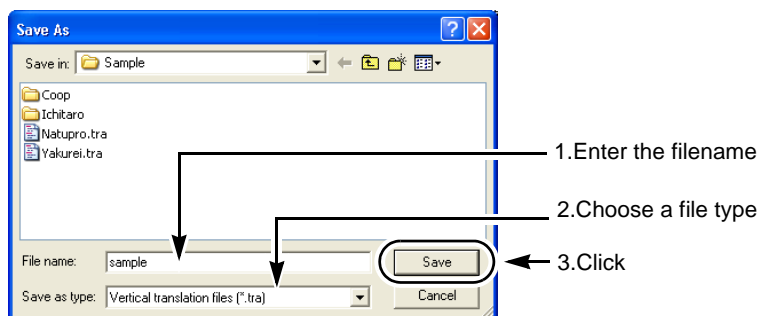 Save As
Save in: Sample
Coop
Ichitaro
Natupro.tra
Yakurei.tra
1.Enter the filename
2.Choose a file type
File name: sample Save
3.Click
Save as type: Vertical translation files (*.tra) Cancel